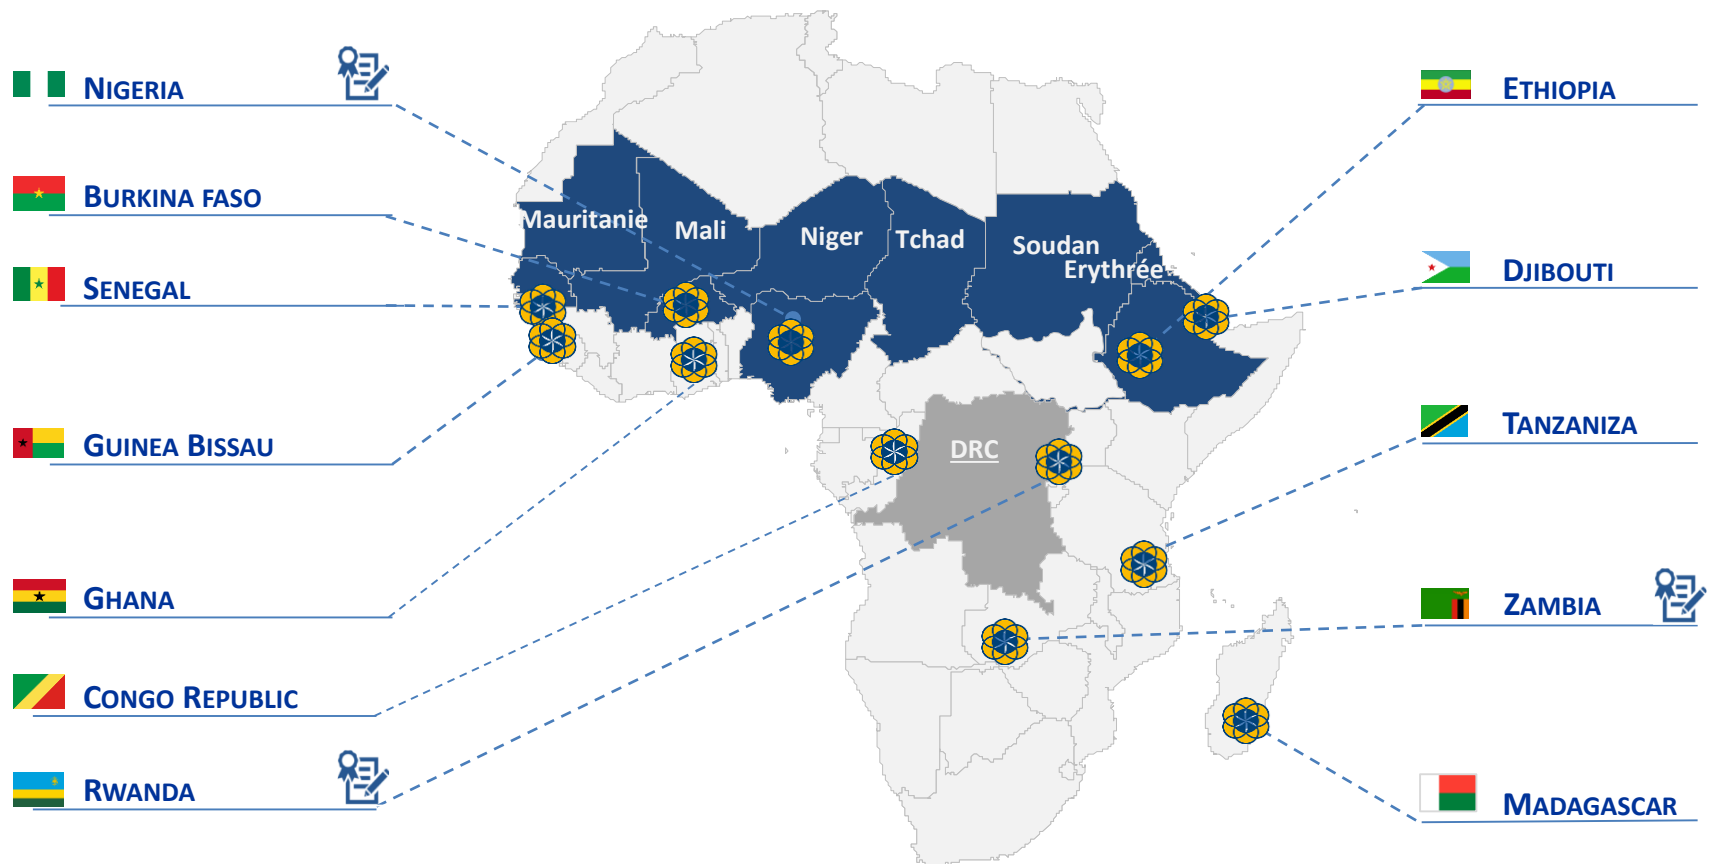 NIGERIA
BURKINA FASO
SENEGAL
GUINEA BISSAU
GHANA
CONGO REPUBLIC
RWANDA
Mauritanie
Mali
Niger
Tchad
Soudan
Erythrée
DRC
ETHIOPIA
DJIBOUTI
TANZANIZA
ZAMBIA
MADAGASCAR